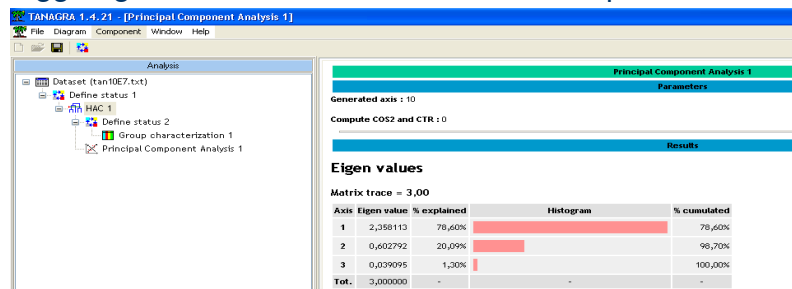 TANAGRA 1.4.21 - [Principal Component Analysis 1]
File Diagram Component Window Help
Analysis
Dataset (tan10E7.txt)
Define status 1
HAC 1
Define status 2
Group characterization 1
Principal Component Analysis 1
Principal Component Analysis 1
Parameters
Generated axis : 10
Compute COS2 and CTR : 0
Results
Eigen values
Matrix trace = 3,00
Axis Eigen value % explained Histogram % cumulated
1 2,358113 78,60% 78,60%
2 0,602792 20,09% 98,70%
3 0,039095 1,30% 100,00%
Tot. 3,000000 - - -